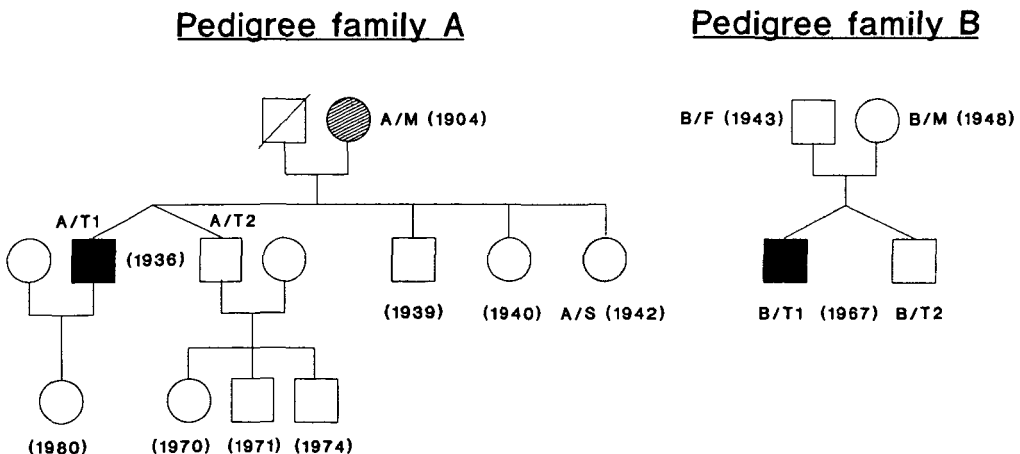 Pedigree family A
Pedigree family B
A/M (1904)
B/F (1943)
B/M (1948)
A/T1
A/T2
(1936)
(1939)
(1940)
A/S (1942)
B/T1 (1967) B/T2
(1980)
(1970)
(1971)
(1974)